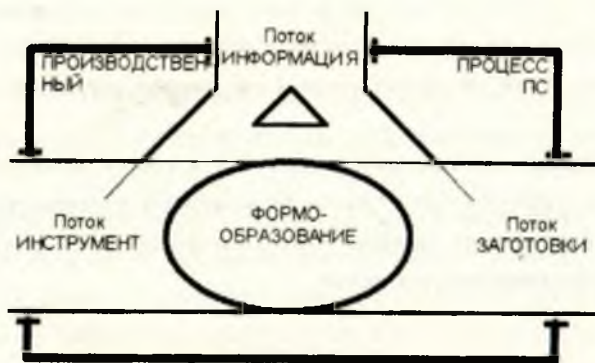 Поток
ИНФОРМАЦИЯ
ПРОИЗВОДСТВЕН
НЫЙ
ПРОЦЕСС
ПС
Поток
ИНСТРУМЕНТ
ФОРМО-
ОБРАЗОВАНИЕ
Поток
ЗАГОТОВКИ